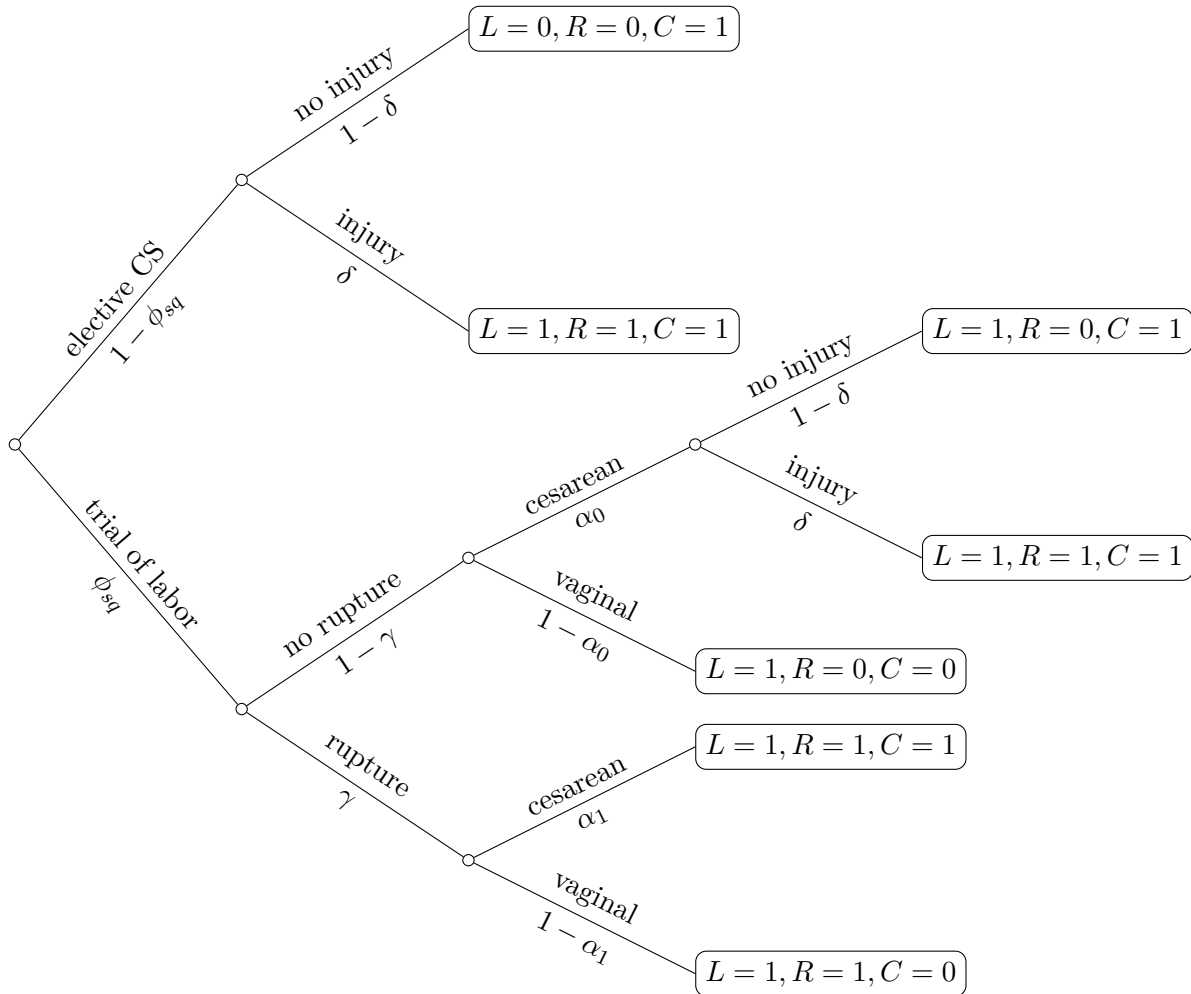 L = 0, R = 0, C = 1
no injury
1 − δ
injury
δ
L = 1, R = 1, C = 1
elective CS
1 − ϕsq
trial of labor
ϕsq
no injury
1 − δ
L = 1, R = 0, C = 1
injury
δ
L = 1, R = 1, C = 1
cesarean
α0
vaginal
1 − α0
L = 1, R = 0, C = 0
no rupture
1 − γ
rupture
γ
cesarean
α1
L = 1, R = 1, C = 1
vaginal
1 − α1
L = 1, R = 1, C = 0